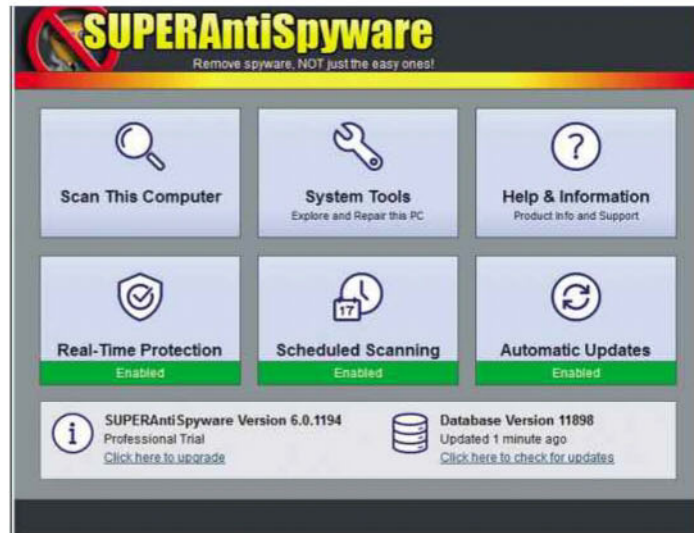 SUPERAntiSpyware
Remove spyware, NOT just the easy ones!
Scan This Computer
System Tools
Explore and Repair this PC
Help & Information
Product Info and Support
Real-Time Protection
Enabled
17
Scheduled Scanning
Enabled
Automatic Updates
Enabled
SUPERAntiSpyware Version 6.0.1194
Professional Trial
Click here to upgrade
Database Version 11898
Updated 1 minute ago
Click here to check for updates